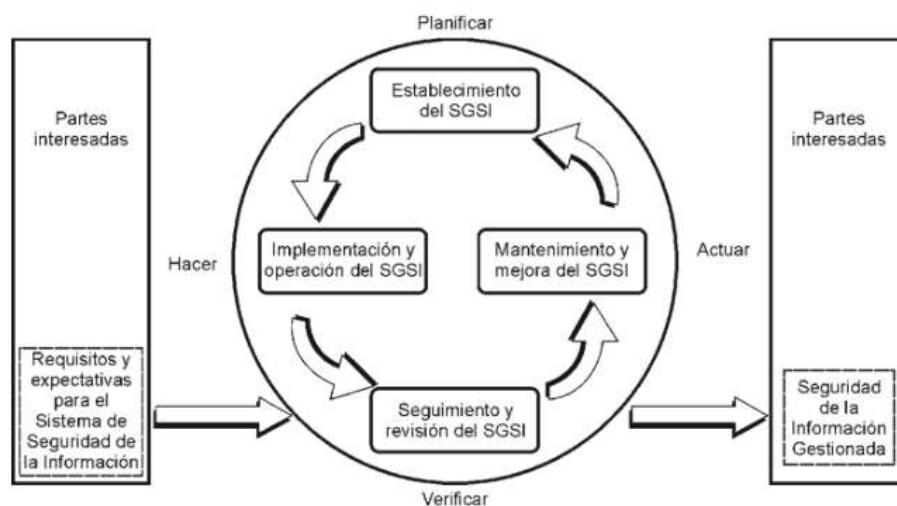 Planificar
Partes
interesadas
Establecimiento
del SGSI
Partes
interesadas
Hacer
Implementación y
operación del SGSI
Mantenimiento y
mejora del SGSI
Actuar
Requisitos y
expectativas
para el
Sistema de
Seguridad de
la Información
Seguimiento y
revisión del SGSI
Seguridad
de la
Información
Gestionada
Verificar